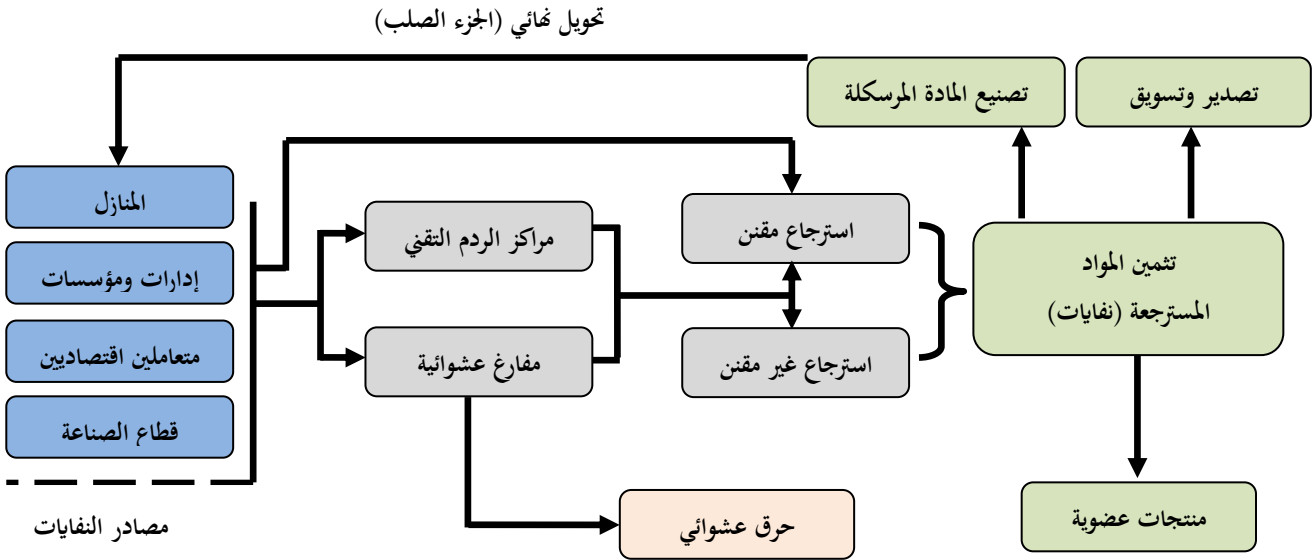 تحويل نهائي (الجزء الصلب)
تصدير وتسويق
تصنيع المادة المرسكلة
المنازل
إدارات ومؤسسات
متعاملين اقتصاديين
قطاع الصناعة
مصادر النفايات
مراكز الردم التقني
مفارغ عشوائية
استرجاع مقنن
استرجاع غير مقنن
تثمين المواد
المسترجعة (نفايات)
حرق عشوائي
منتجات عضوية